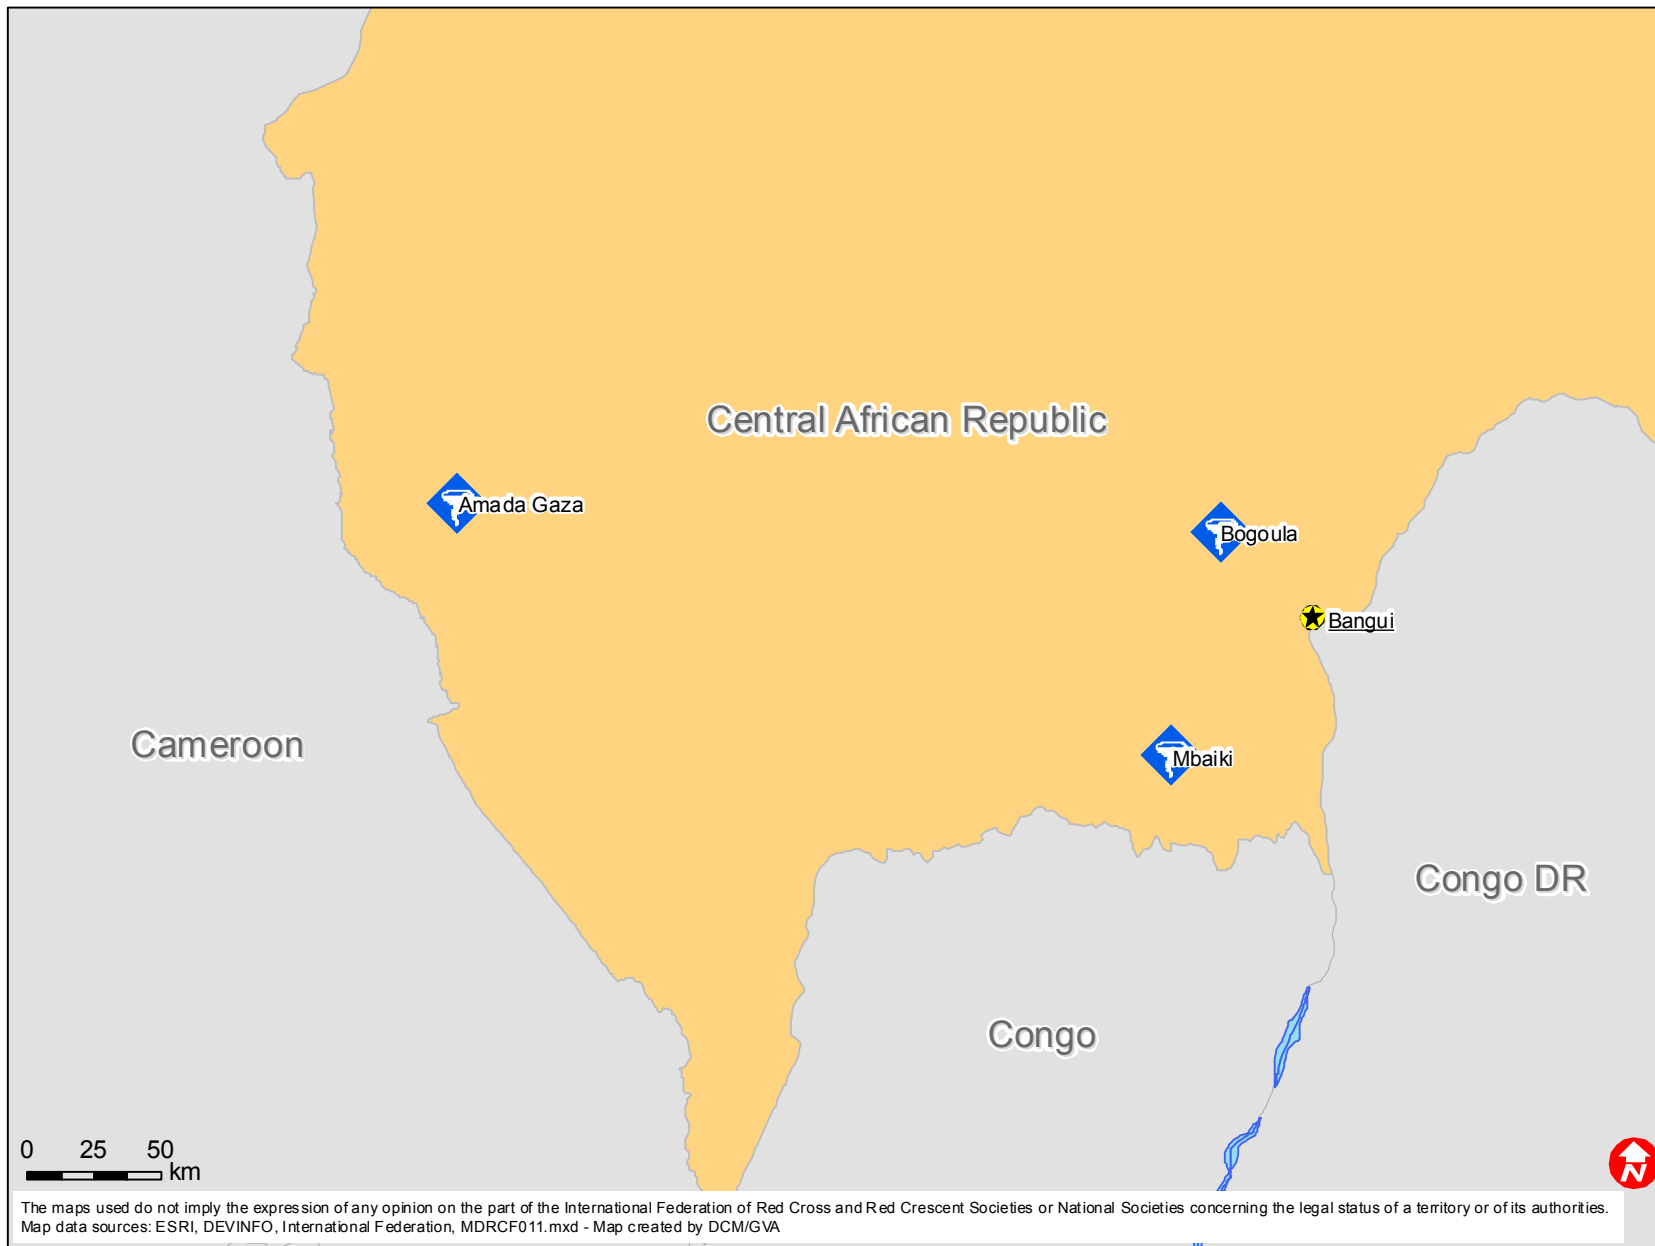 Central African Republic
Amada Gaza
Bogoula
Bangui
Cameroon
Mbaiki
Congo DR
Congo
0 25 50
km
N
The maps used do not imply the expression of any opinion on the part of the International Federation of Red Cross and Red Crescent Societies or National Societies concerning the legal status of a territory or of its authorities.
Map data sources: ESRI, DEVINFO, International Federation, MDRCF011.mxd - Map created by DCM/GVA